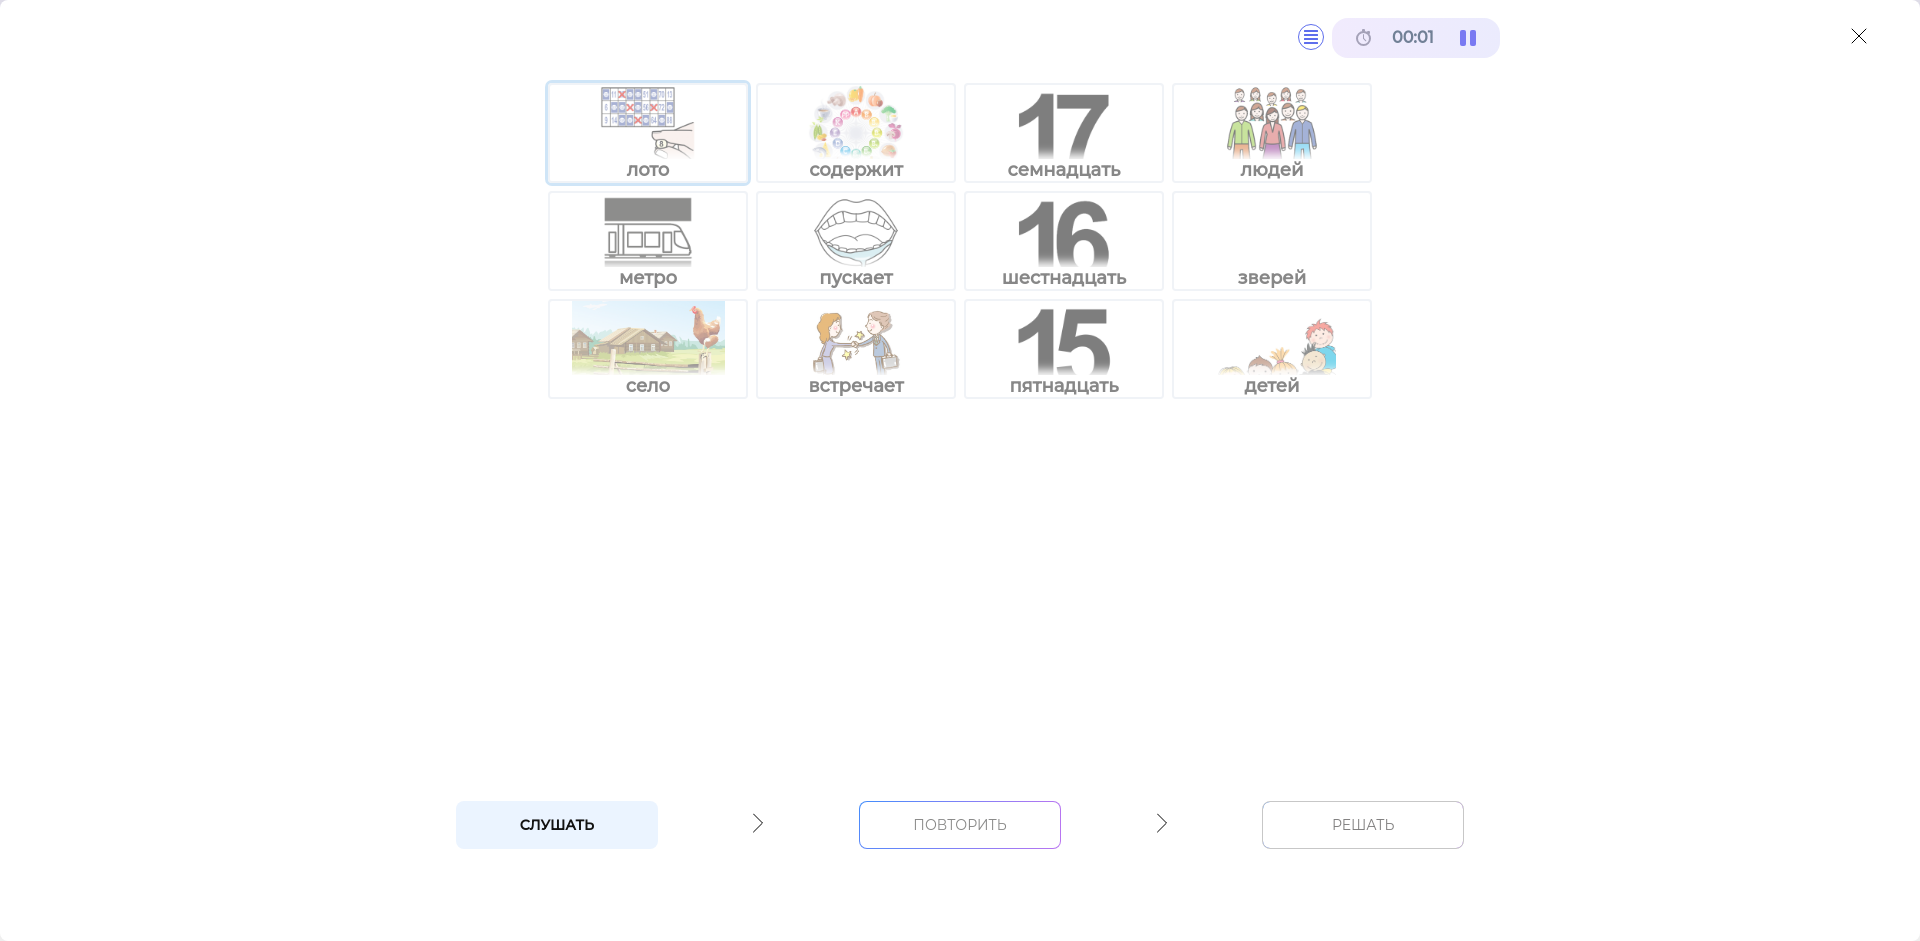 00:01
лото
содержит
17
семнадцать
людей
метро
пускает
16
шестнадцать
зверей
село
встречает
15
пятнадцать
детей
СЛУШАТЬ
ПОВТОРИТЬ
РЕШАТЬ